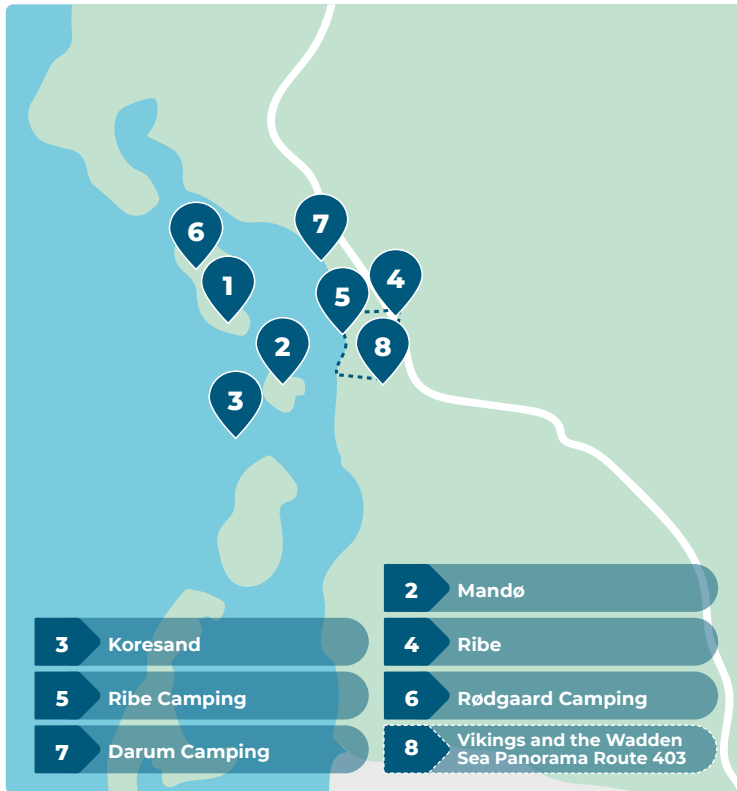 6
7
1
4
5
2
8
3
2 Mandø
3 Koresand
4 Ribe
5 Ribe Camping
6 Rødgaard Camping
7 Darum Camping
8 Vikings and the Wadden
Sea Panorama Route 403